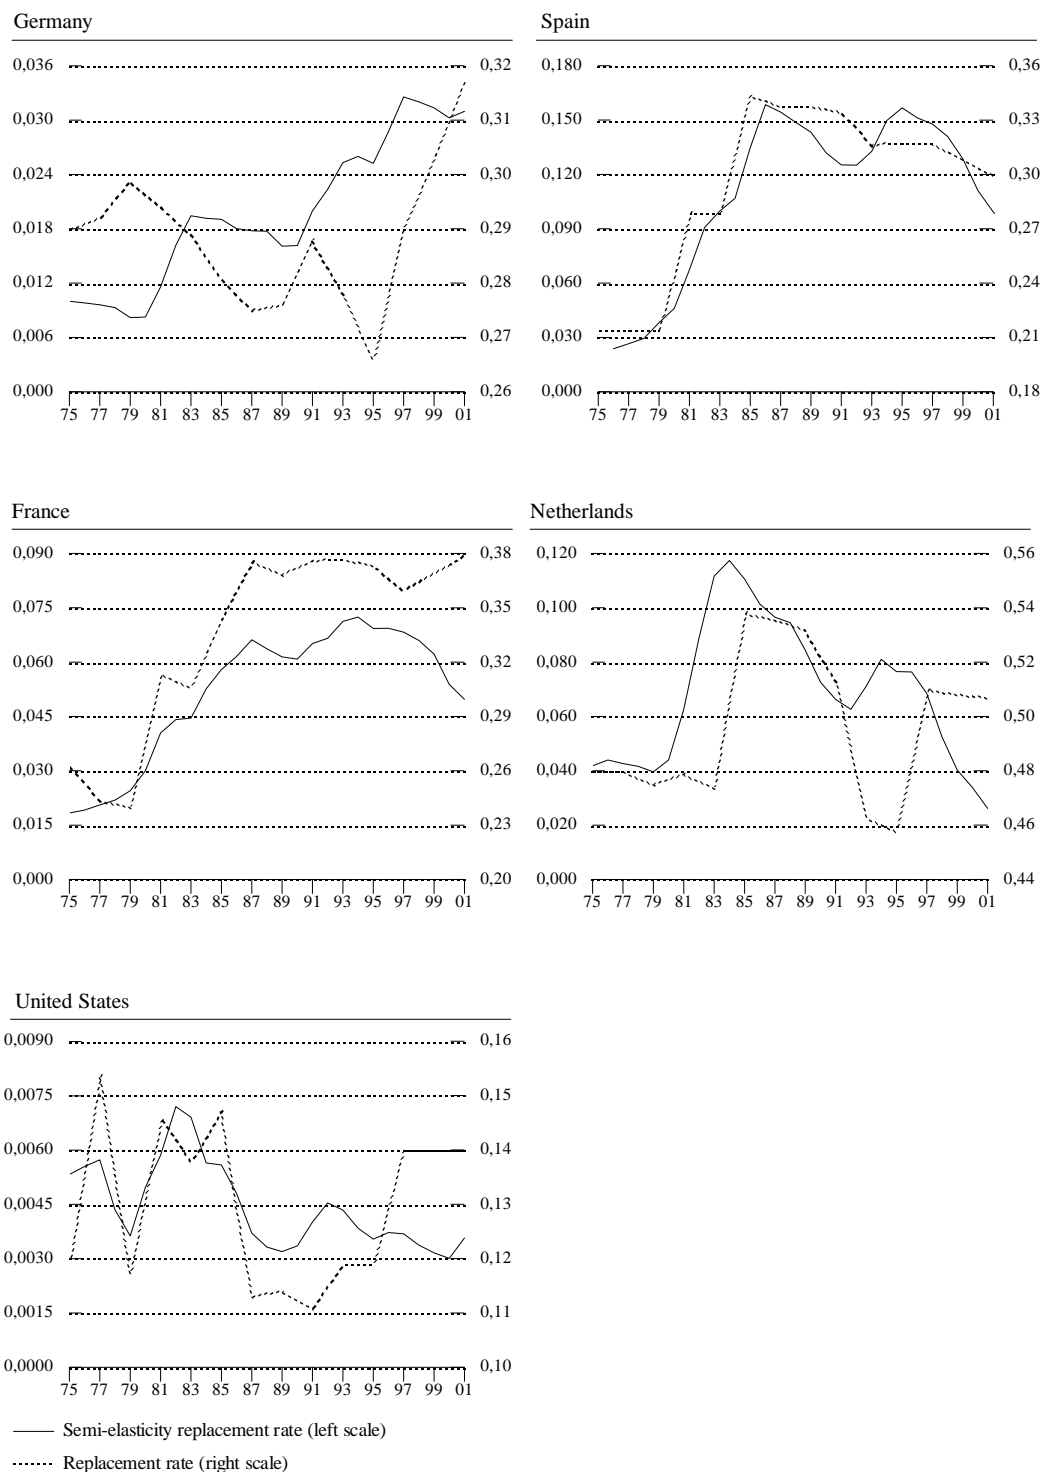 Germany
0,036 0,32
0,030 0,31
0,024 0,30
0,018 0,29
0,012 0,28
0,006 0,27
0,000 0,26
75 77 79 81 83 85 87 89 91 93 95 97 99 01
Spain
0,180 0,36
0,150 0,33
0,120 0,30
0,090 0,27
0,060 0,24
0,030 0,21
0,000 0,18
75 77 79 81 83 85 87 89 91 93 95 97 99 01
France
0,090 0,38
0,075 0,35
0,060 0,32
0,045 0,29
0,030 0,26
0,015 0,23
0,000 0,20
75 77 79 81 83 85 87 89 91 93 95 97 99 01
Netherlands
0,120 0,56
0,100 0,54
0,080 0,52
0,060 0,50
0,040 0,48
0,020 0,46
0,000 0,44
75 77 79 81 83 85 87 89 91 93 95 97 99 01
United States
0,0090 0,16
0,0075 0,15
0,0060 0,14
0,0045 0,13
0,0030 0,12
0,0015 0,11
0,0000 0,10
75 77 79 81 83 85 87 89 91 93 95 97 99 01
Semi-elasticity replacement rate (left scale)
Replacement rate (right scale)